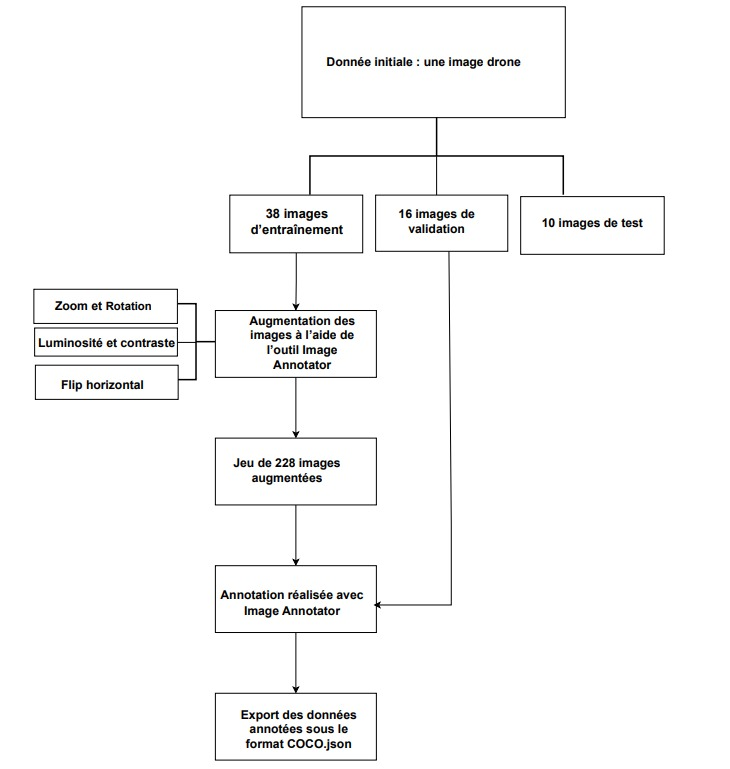 Donnée initiale : une image drone
38 images
d'entraînement
16 images de
validation
10 images de test
Zoom et Rotation
Luminosité et contraste
Flip horizontal
Augmentation des
images à l'aide de
l'outil Image
Annotator
Jeu de 228 images
augmentées
Annotation réalisée avec
Image Annotator
Export des données
annotées sous le
format COCO.json